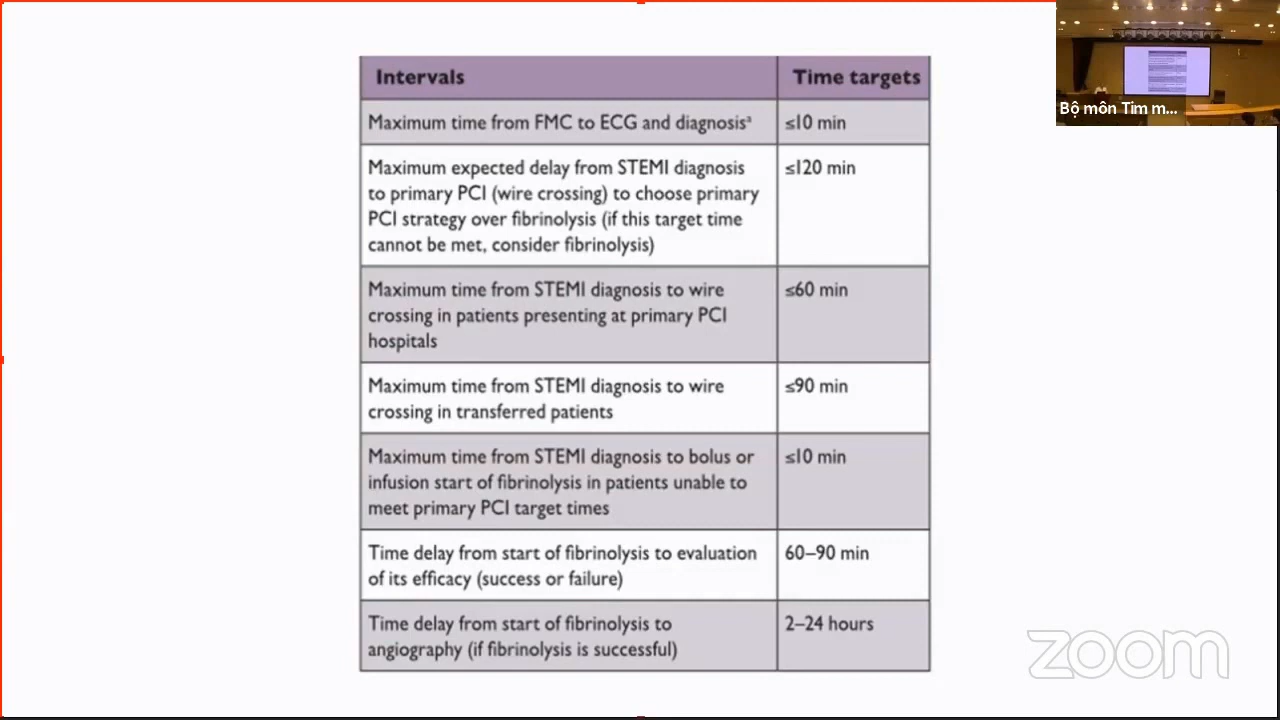 Intervals
Time targets
Maximum time from FMC to ECG and diagnosisª
≤10 min
Maximum expected delay from STEMI diagnosis
to primary PCI (wire crossing) to choose primary
PCI strategy over fibrinolysis (if this target time
cannot be met, consider fibrinolysis)
≤120 min
Maximum time from STEMI diagnosis to wire
crossing in patients presenting at primary PCI
hospitals
≤60 min
Maximum time from STEMI diagnosis to wire
crossing in transferred patients
≤90 min
Maximum time from STEMI diagnosis to bolus or
infusion start of fibrinolysis in patients unable to
meet primary PCI target times
≤10 min
Time delay from start of fibrinolysis to evaluation
of its efficacy (success or failure)
60–90 min
Time delay from start of fibrinolysis to
angiography (if fibrinolysis is successful)
2–24 hours
Bộ môn Tim m...
zoom